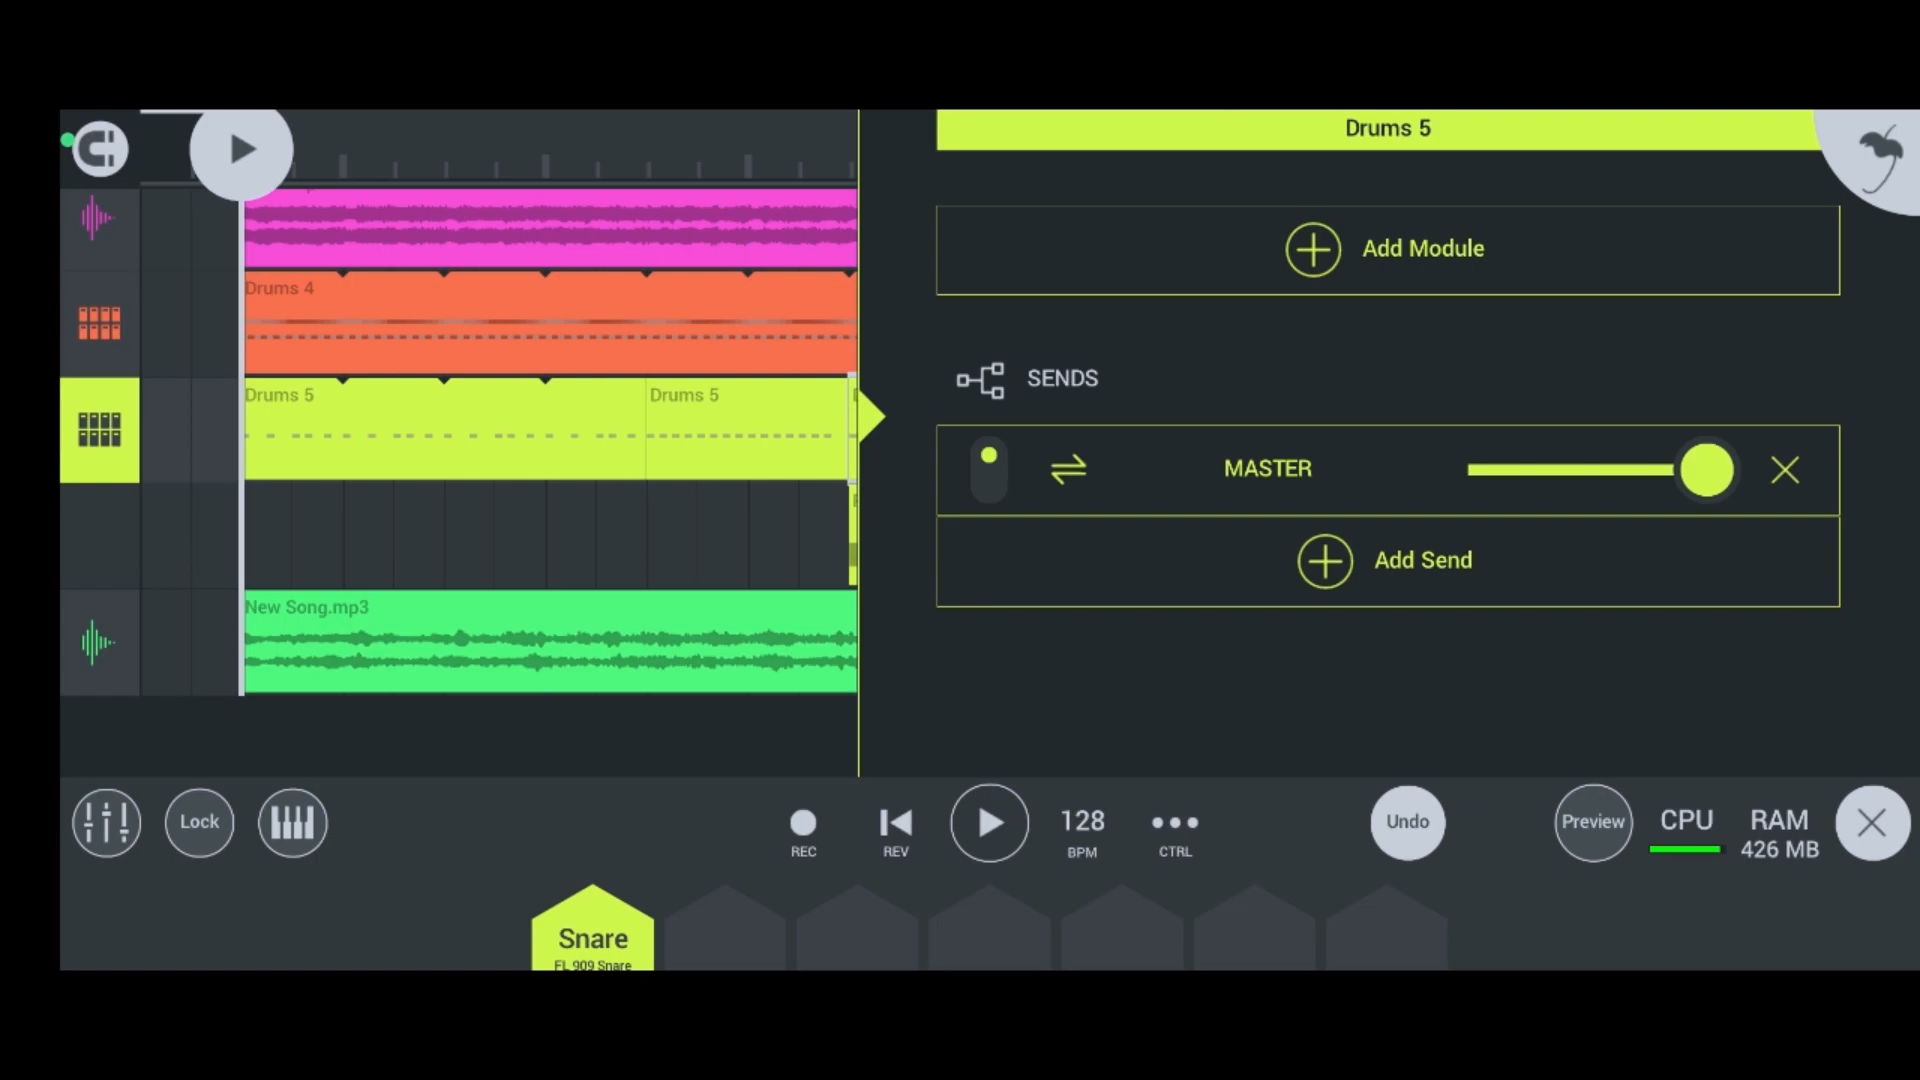 Drums 5
Add Module
Drums 4
Drums 5
Drums 5
SENDS
MASTER
Add Send
New Song.mp3
Lock
REC
REV
128
BPM
CTRL
Undo
Preview
CPU
RAM
426 MB
Snare
FL 909 Snare